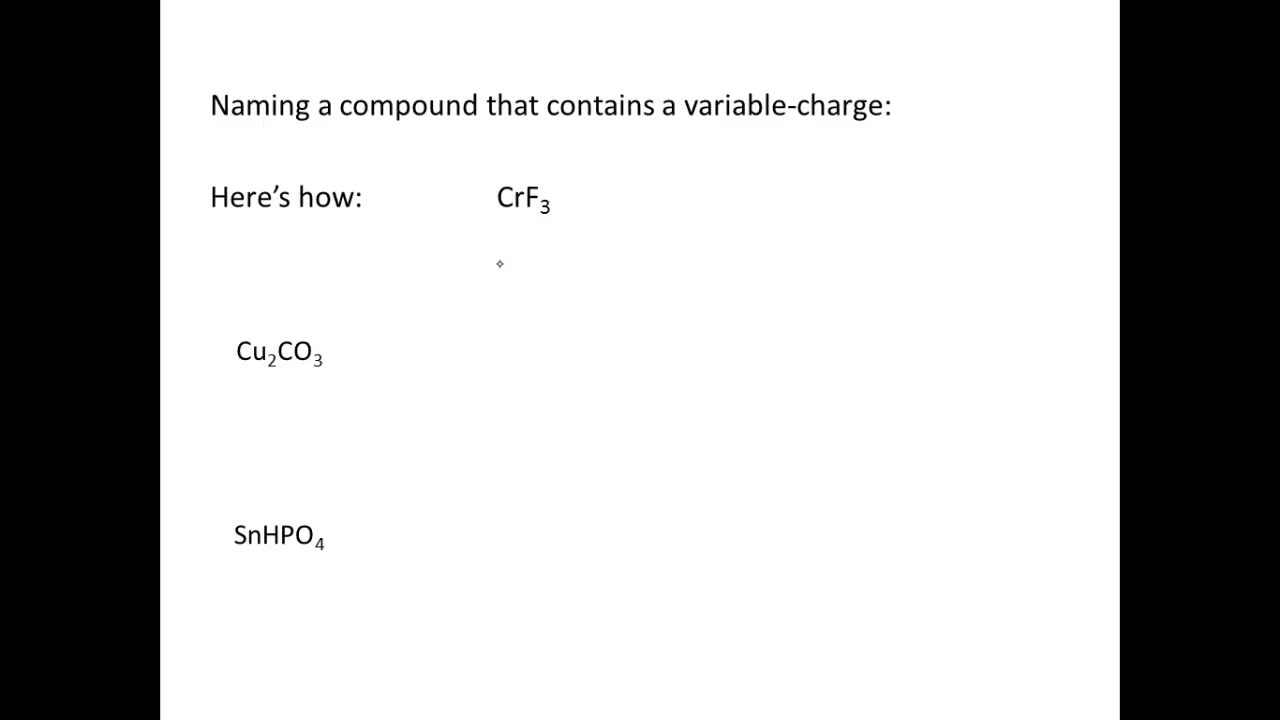 Naming a compound that contains a variable-charge:
Here’s how: CrF₃
Cu₂CO₃
SnHPO₄